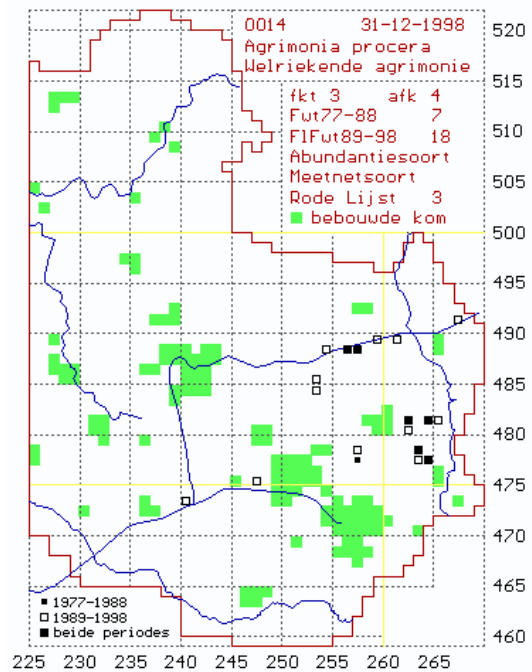 0014 31-12-1998
Agrimonia procera
Welriekende agrimonie
fkt 3 afk 4
Fwt77-88 7
FlFwt89-98 18
Abundantiesoort
Meetnetsoort
Rode Lijst 3
bebouwde kom
520
515
510
505
500
495
490
485
480
475
470
465
460
1977-1988
1989-1998
beide periodes
225 230 235 240 245 250 255 260 265